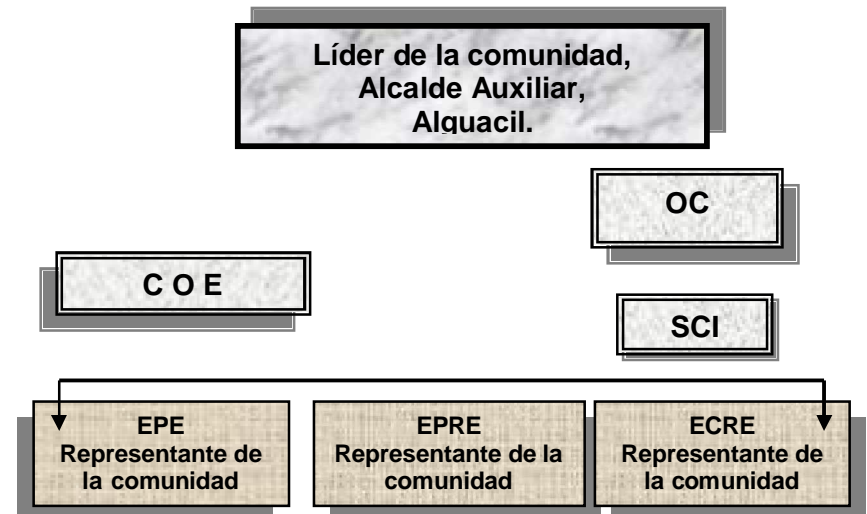 Líder de la comunidad,
Alcalde Auxiliar,
Alguacil.
OC
C O E
SCI
EPE
Representante de
la comunidad
EPRE
Representante de la
comunidad
ECRE
Representante de
la comunidad